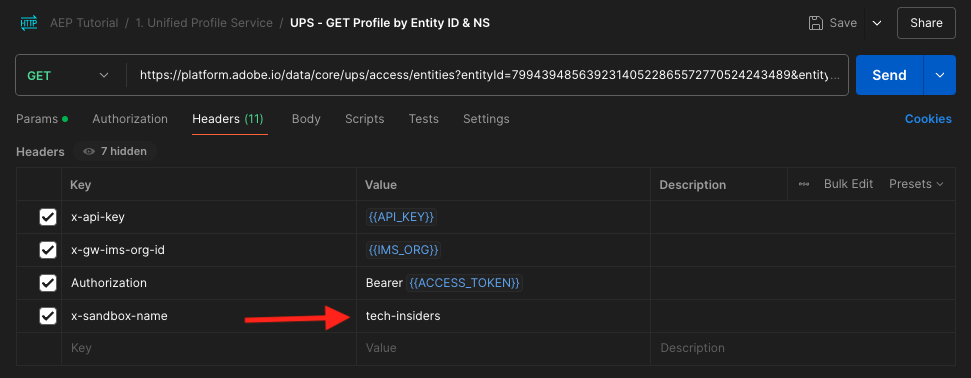 HTTP AEP Tutorial / 1. Unified Profile Service / UPS - GET Profile by Entity ID & NS Save Share
GET https://platform.adobe.io/data/core/ups/access/entities?entityId=79943948563923140522865572770524243489&entity... Send
Params Authorization Headers (11) Body Scripts Tests Settings Cookies
Headers 7 hidden
Key Value Description Bulk Edit Presets
x-api-key {{API_KEY}}
x-gw-ims-org-id {{IMS_ORG}}
Authorization Bearer {{ACCESS_TOKEN}}
x-sandbox-name tech-insiders
Key Value Description